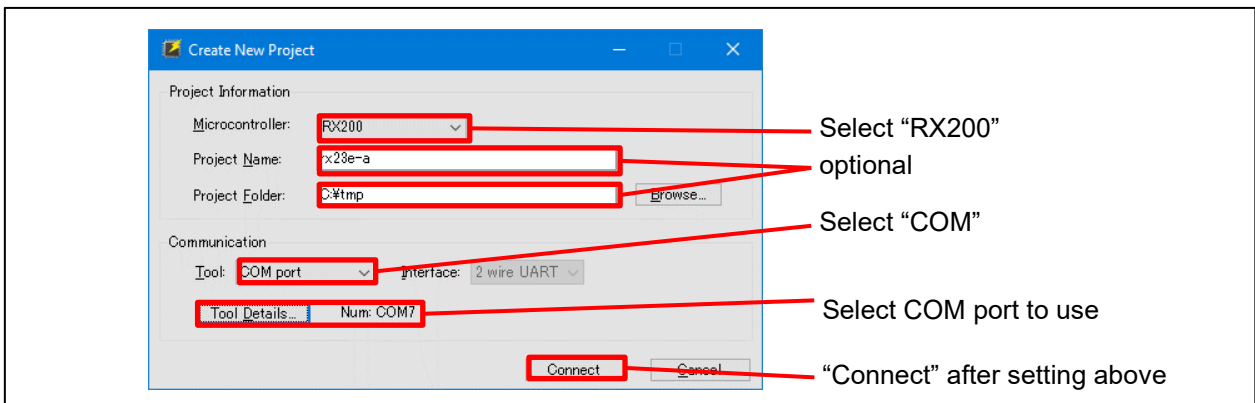 Create New Project
Project Information
Microcontroller: RX200
Select “RX200”
Project Name: rx23e-a
optional
Project Folder: C:¥tmp Browse...
Select “COM”
Communication
Tool: COM port Interface: 2 wire UART
Tool Details... Num: COM7
Select COM port to use
Connect Cancel
“Connect” after setting above